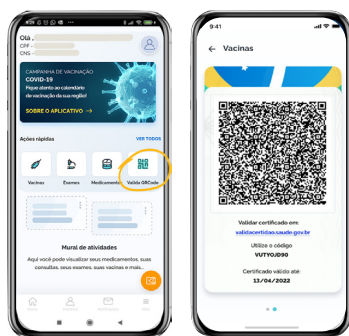 Olá ,
CPF -
CNS -
CAMPANHA DE VACINAÇÃO
COVID-19
Fique atento ao calendário
de vacinação da sua região!
SOBRE O APLICATIVO →
Ações rápidas
VER TODOS
Vacinas
Exames
Medicamentos
Valida QRCode
Mural de
atividades
Aqui você pode visualizar seus medicamentos, suas
consultas, seus exames, suas vacinas e mais...
9:41
← Vacinas
Validar certificado em:
validacertidao.saude.gov.br
Utilize o código
VUTYOJD90
Certificado válido até
13/04/2022